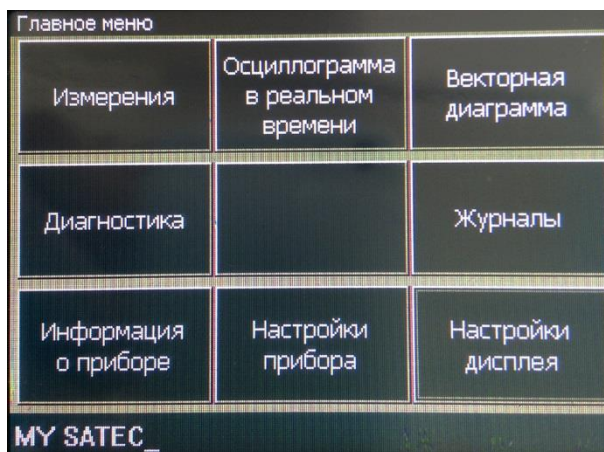 Главное меню
Измерения
Осциллограмма
в реальном
времени
Векторная
диаграмма
Диагностика
Журналы
Информация
о приборе
Настройки
прибора
Настройки
дисплея
MY SATEC_